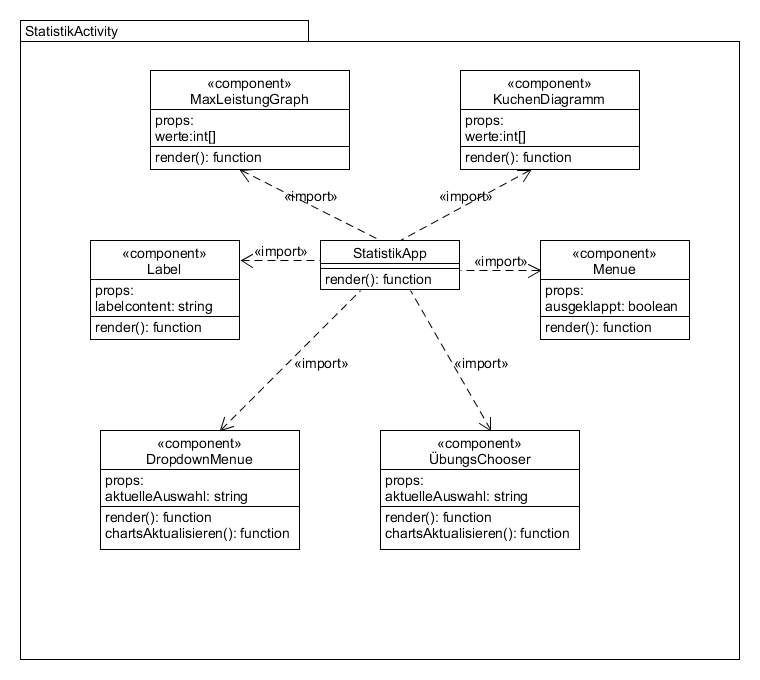 StatistikActivity
«component»
MaxLeistungGraph
props:
werte:int[]
render(): function
«component»
KuchenDiagramm
props:
werte:int[]
render(): function
«import»
«import»
«component»
Label
props:
labelcontent: string
render(): function
«import»
StatistikApp
render(): function
«import»
«component»
Menue
props:
ausgeklappt: boolean
render(): function
«import»
«import»
«component»
DropdownMenue
props:
aktuelleAuswahl: string
render(): function
chartsAktualisieren(): function
«component»
ÜbungsChooser
props:
aktuelleAuswahl: string
render(): function
chartsAktualisieren(): function